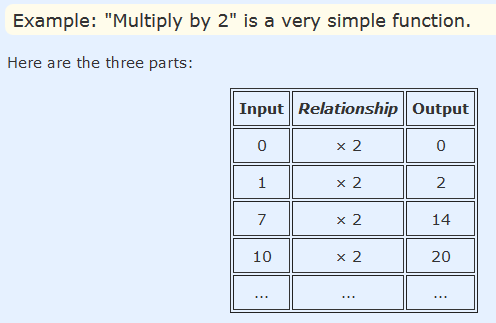 Example: "Multiply by 2" is a very simple function.
Here are the three parts:
Input Relationship Output
0 × 2 0
1 × 2 2
7 × 2 14
10 × 2 20
... ... ...